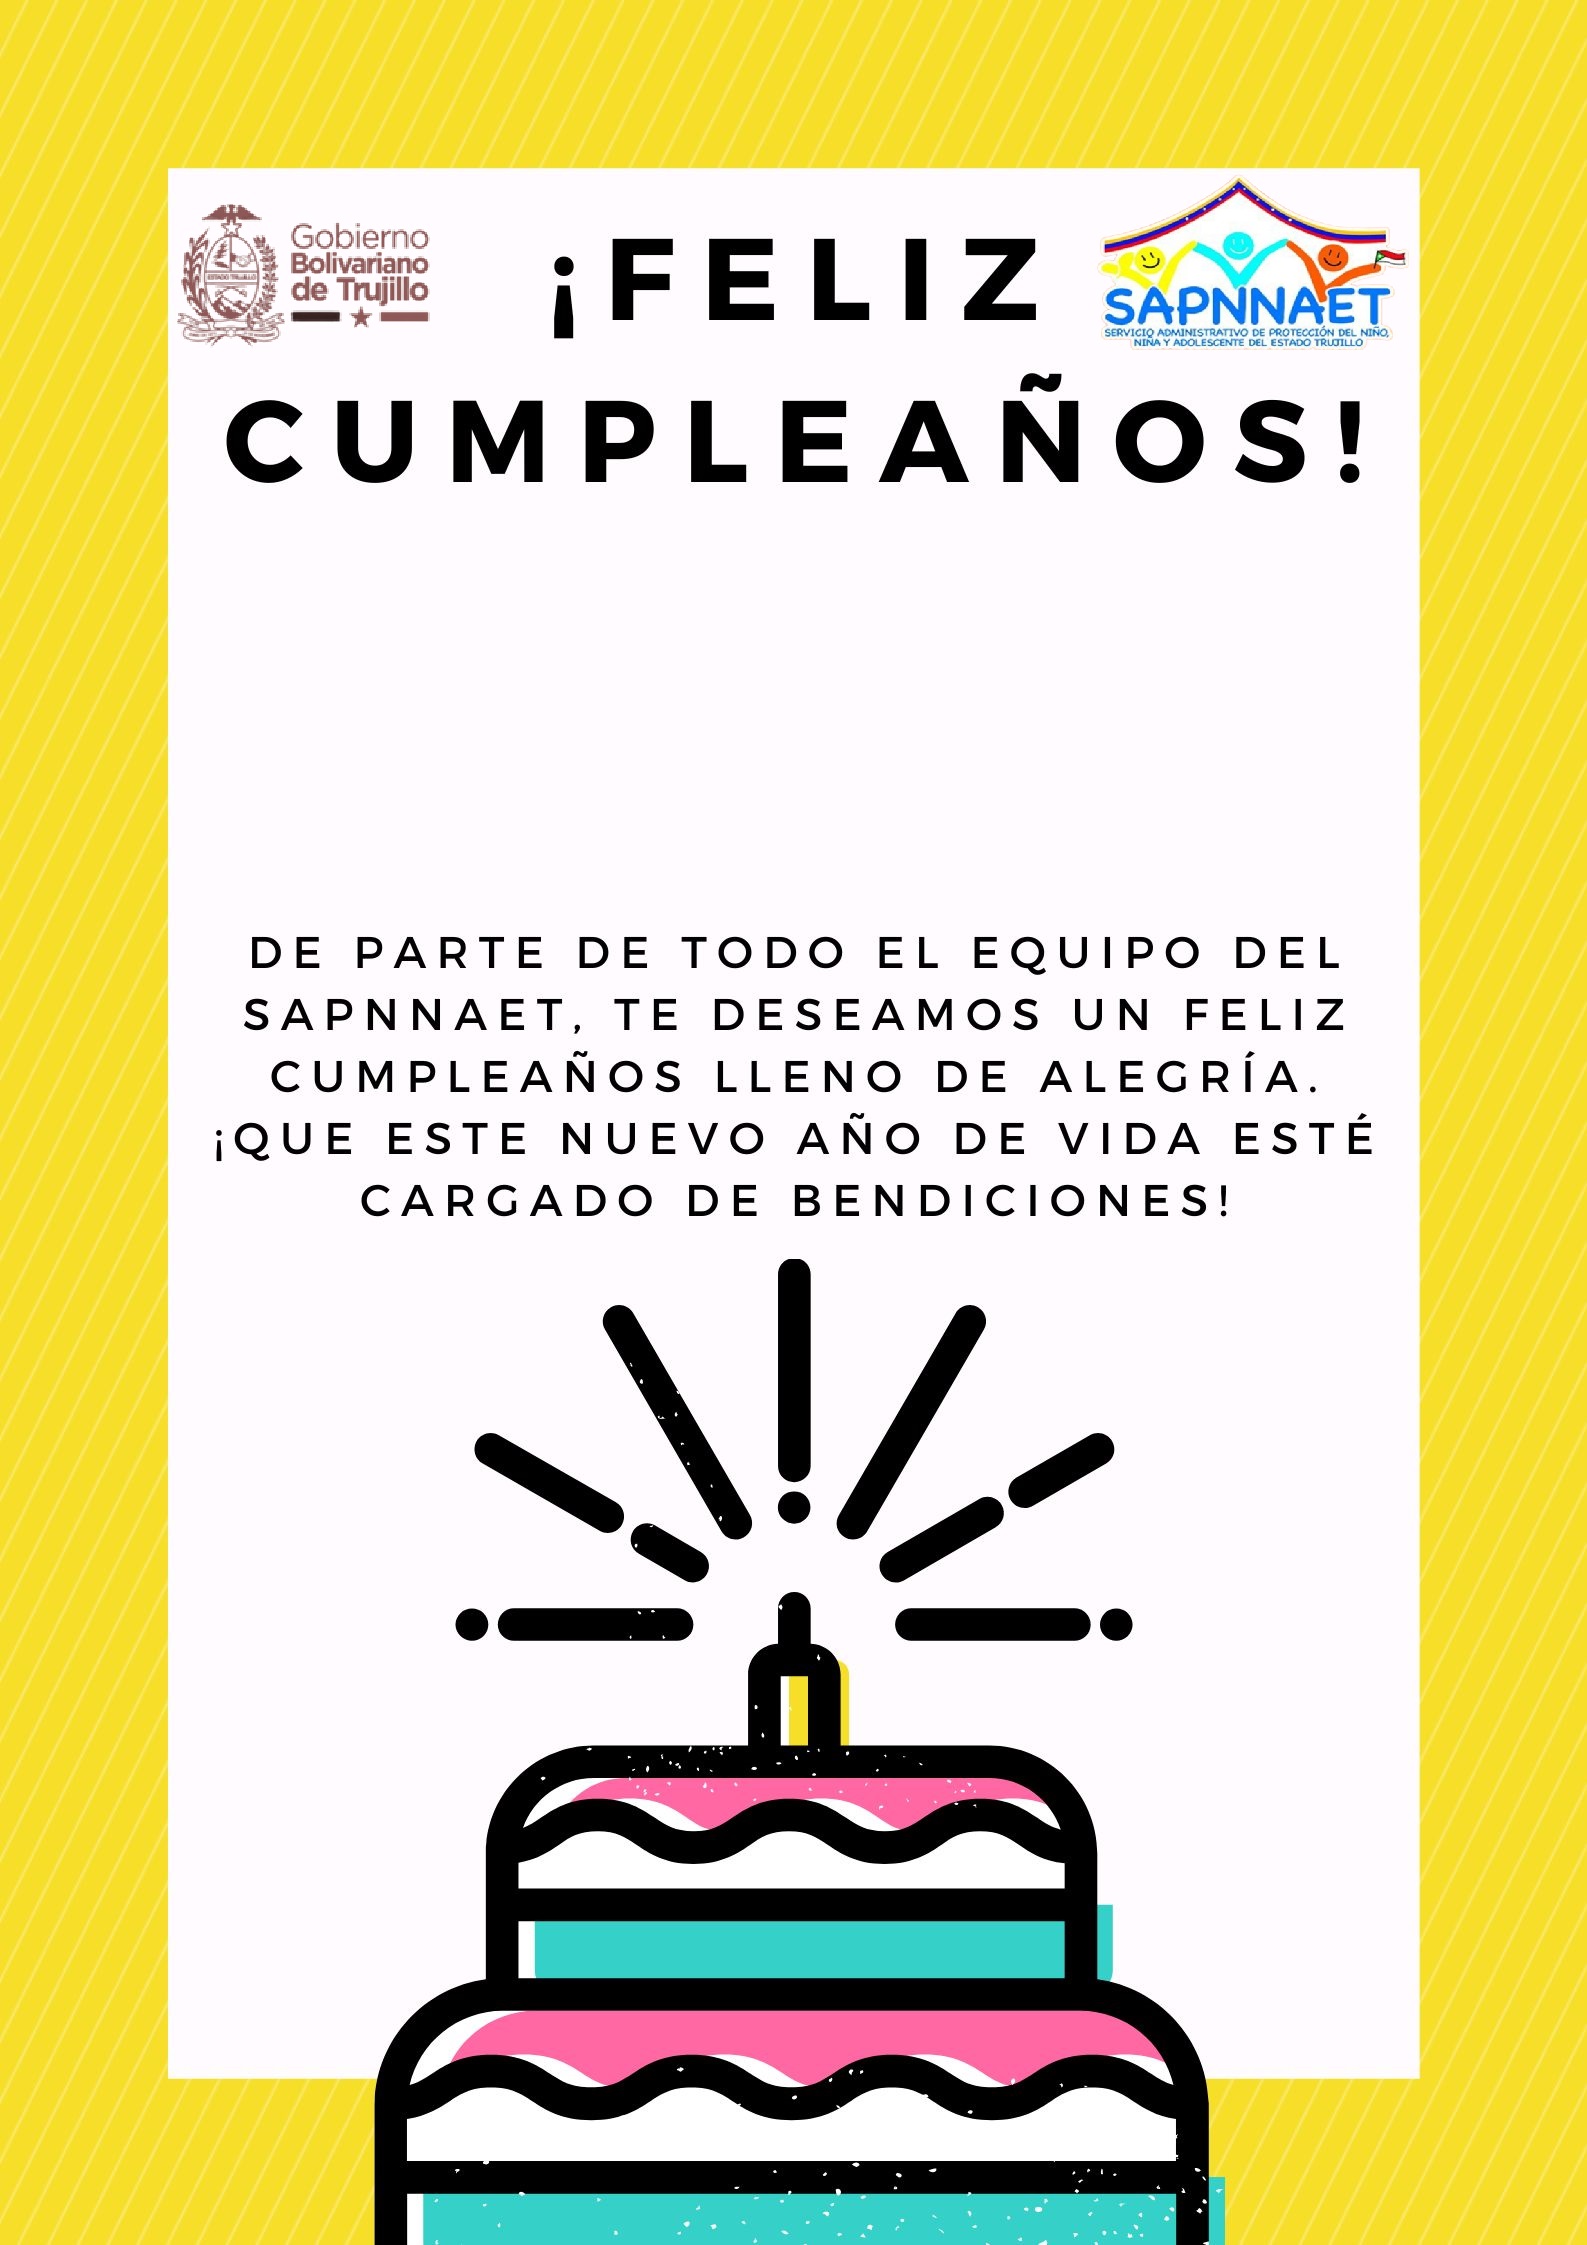 Gobierno
Bolivariano
de Trujillo
ESTADO TRUJILLO
¡FELIZ
SAPNNAET
SERVICIO ADMINISTRATIVO DE PROTECCIÓN DEL NIÑO,
NIÑA Y ADOLESCENTE DEL ESTADO TRUJILLO
CUMPLEAÑOS!
DE PARTE DE TODO EL EQUIPO DEL
SAPNNAET, TE DESEAMOS UN FELIZ
CUMPLEAÑOS LLENO DE ALEGRÍA.
¡QUE ESTE NUEVO AÑO DE VIDA ESTÉ
CARGADO DE BENDICIONES!